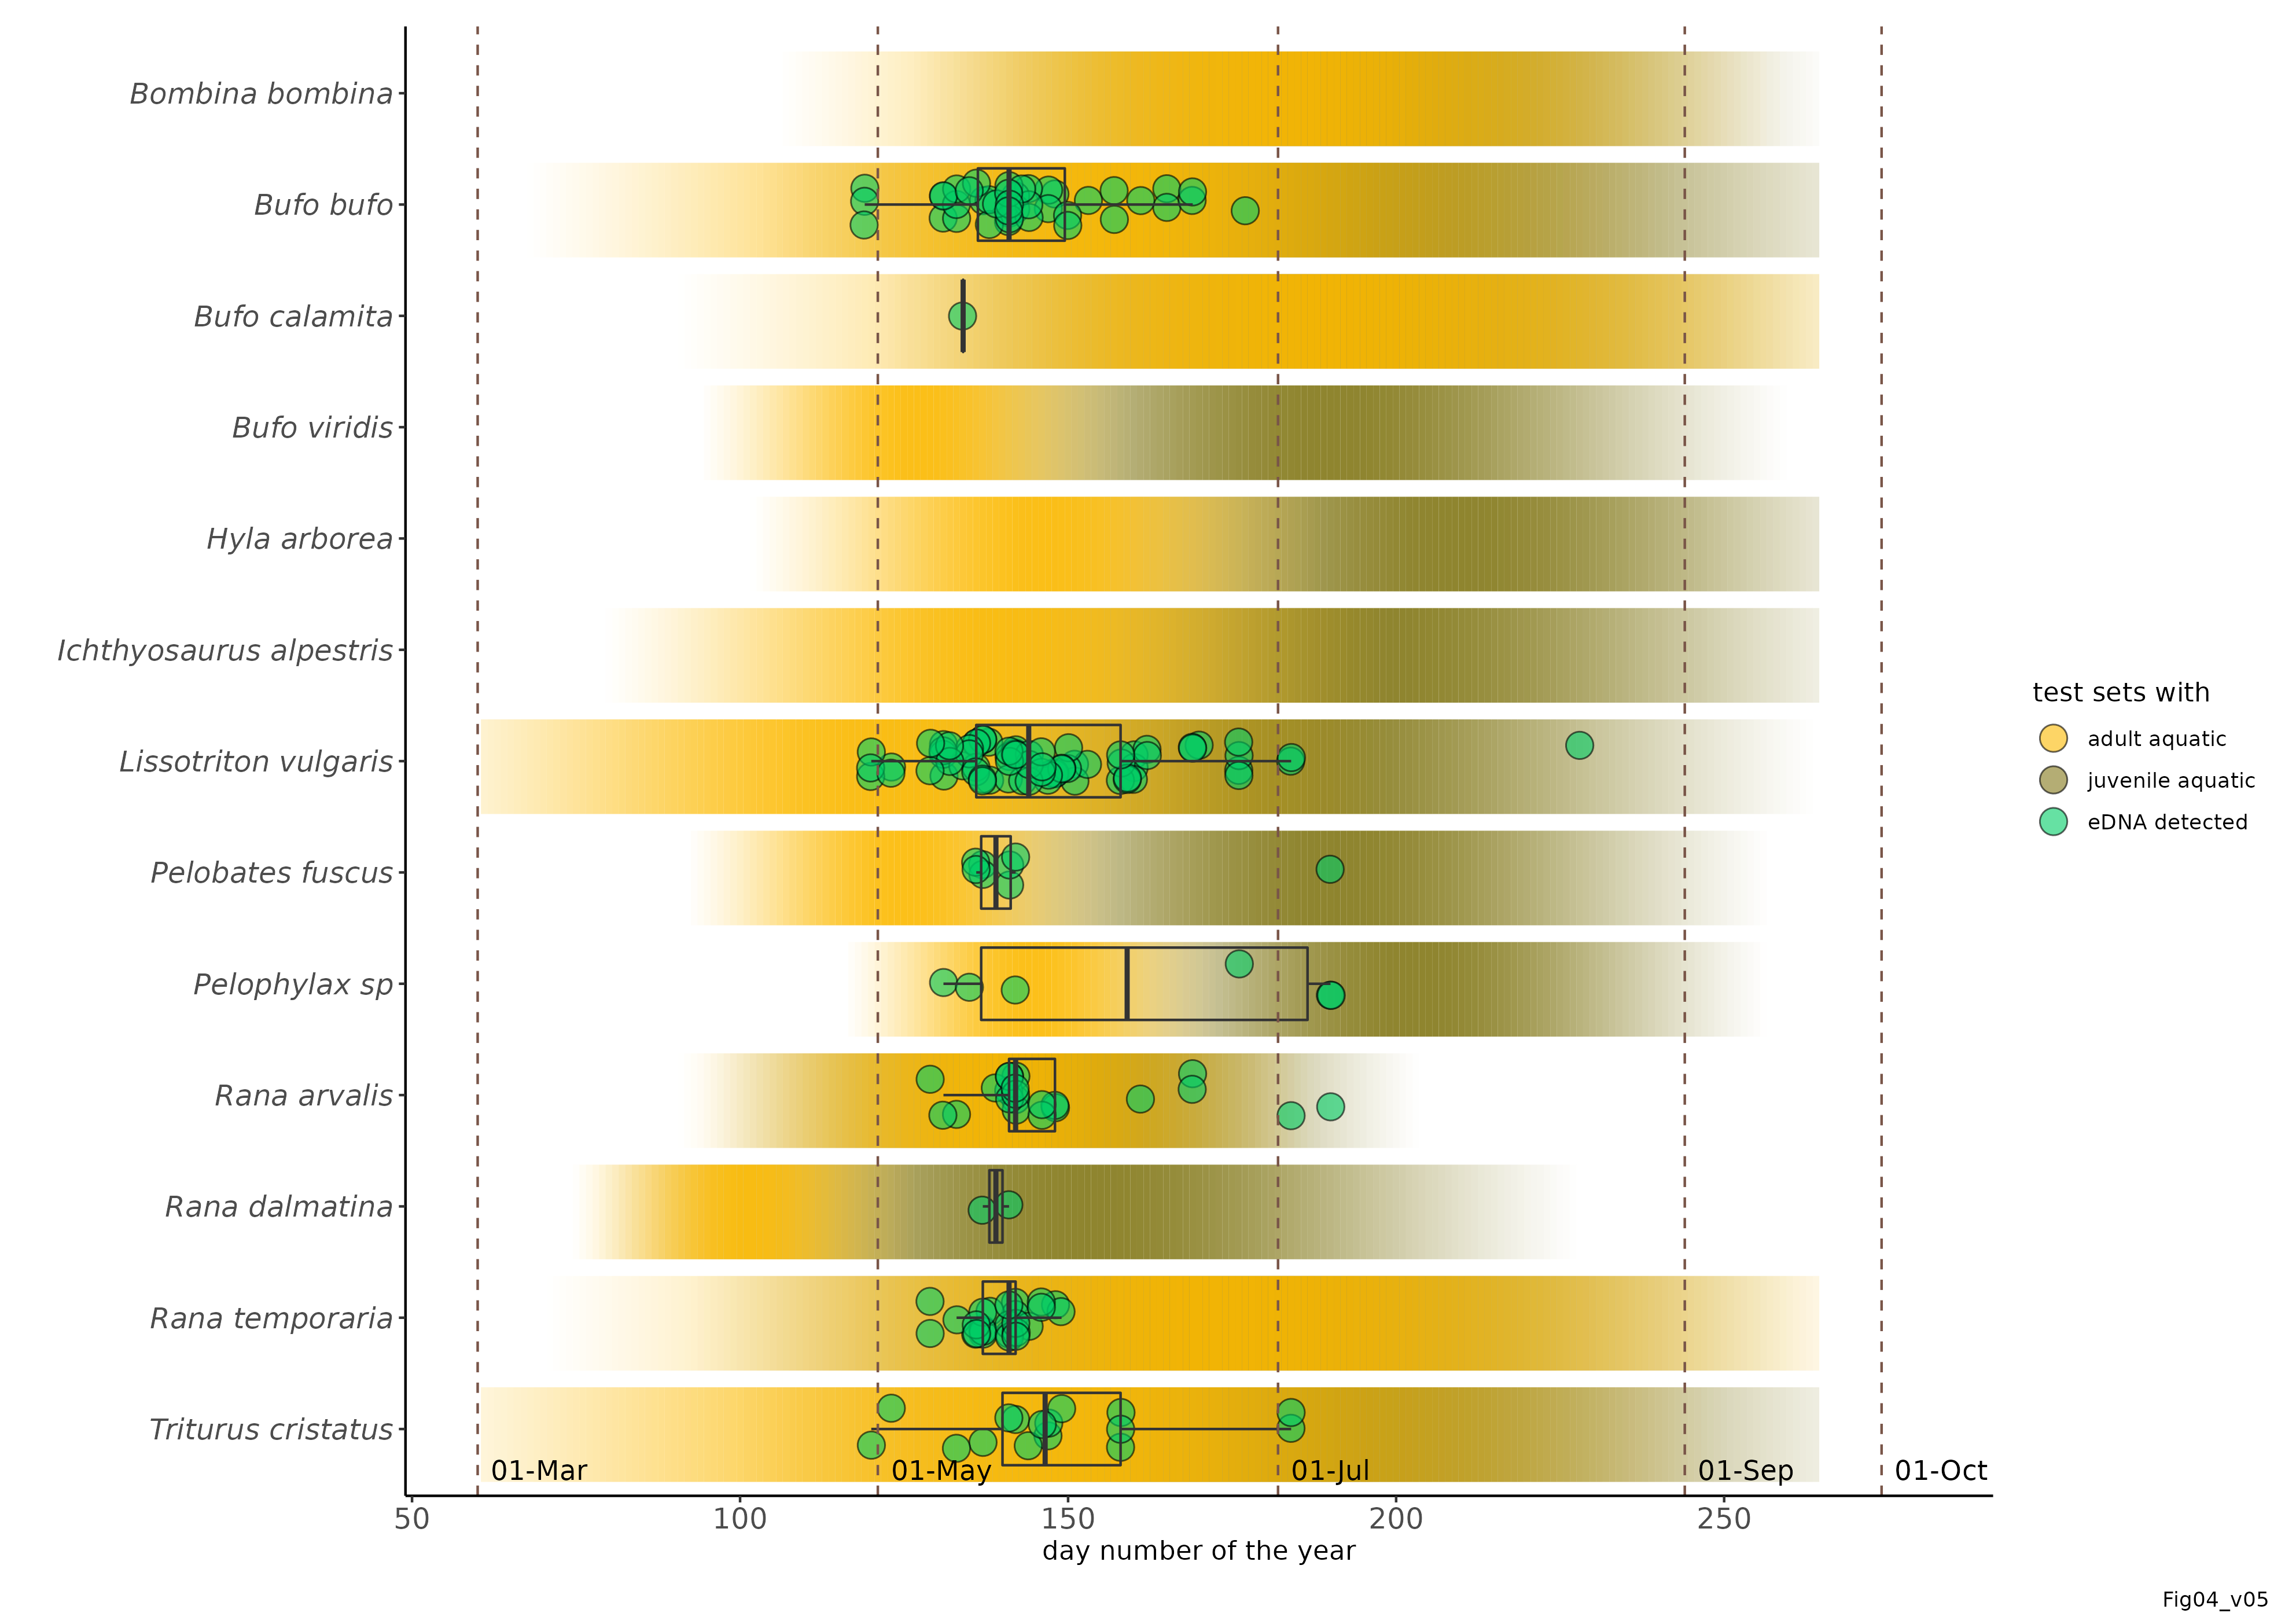 Bombina bombina
Bufo bufo
Bufo calamita
Bufo viridis
Hyla arborea
Ichthyosaurus alpestris
Lissotriton vulgaris
Pelobates fuscus
Pelophylax sp
Rana arvalis
Rana dalmatina
Rana temporaria
Triturus cristatus
01-Mar
01-May
01-Jul
01-Sep
01-Oct
50
100
150
200
250
day number of the year
test sets with
adult aquatic
juvenile aquatic
eDNA detected
Fig04_v05